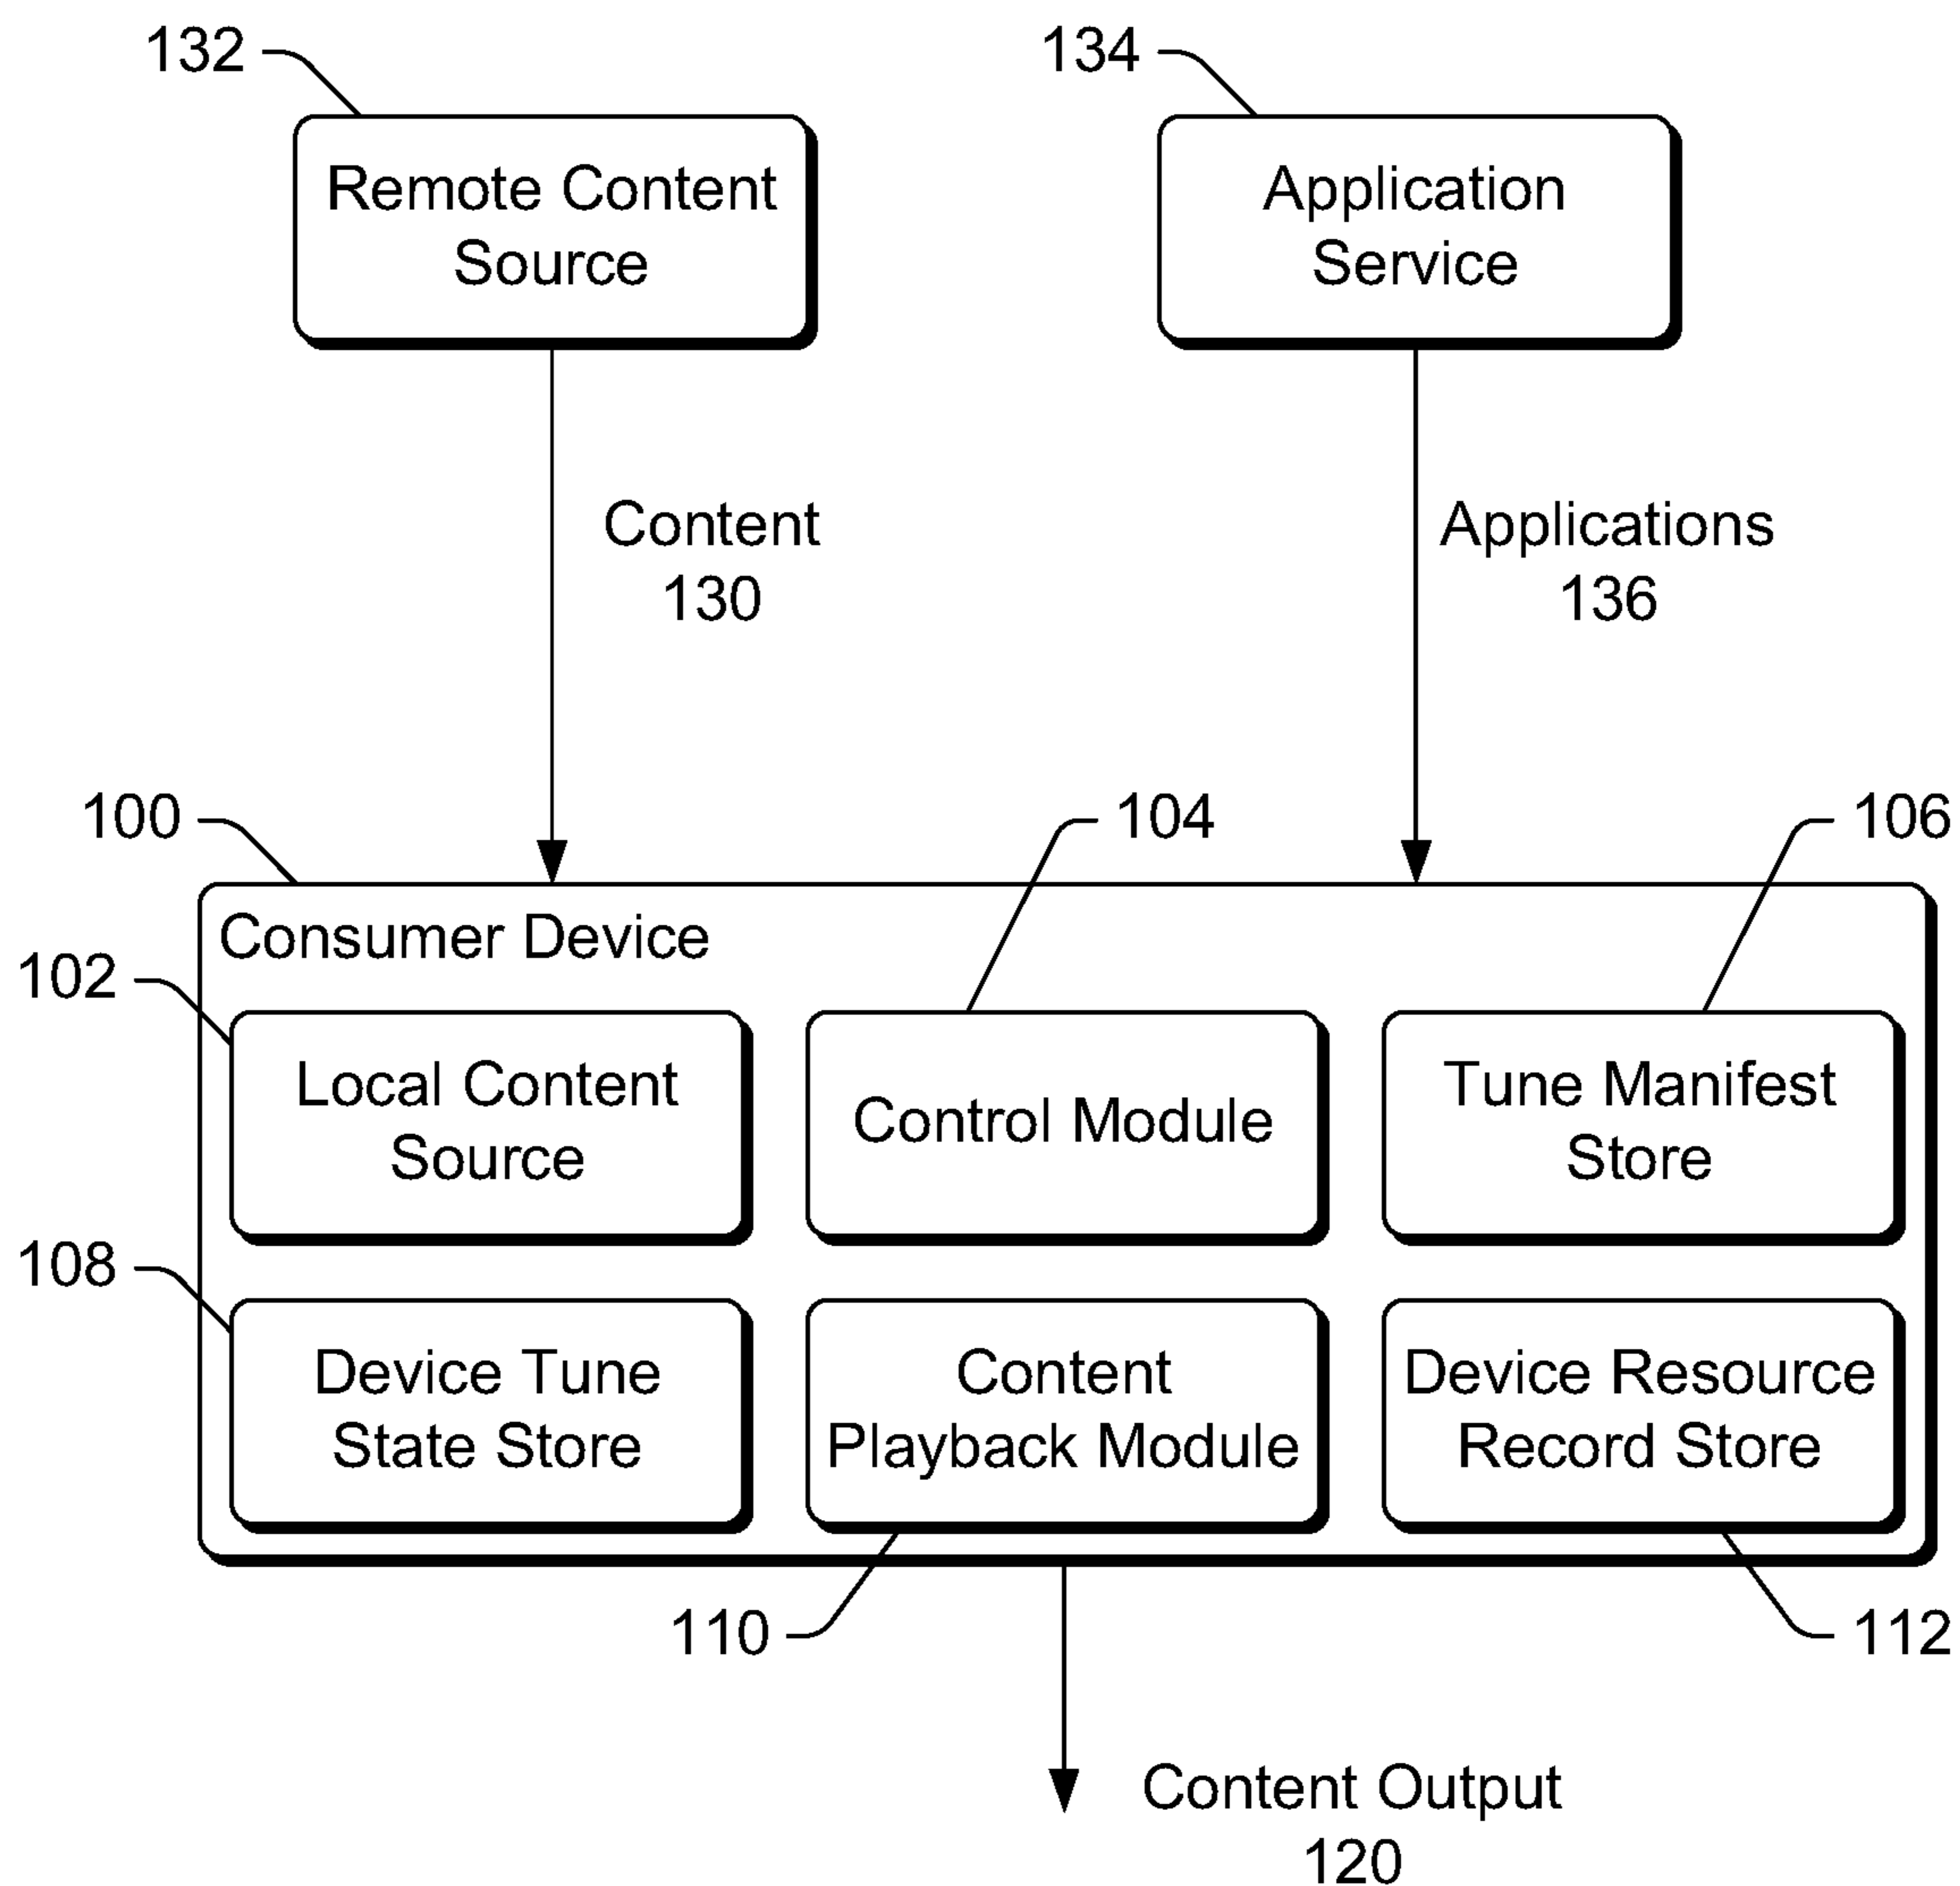 132
134
Remote Content
Source
Application
Service
Content
130
Applications
136
100
104
106
Consumer Device
102
Local Content
Source
Control Module
Tune Manifest
Store
108
Device Tune
State Store
Content
Playback Module
Device Resource
Record Store
110
112
Content Output
120